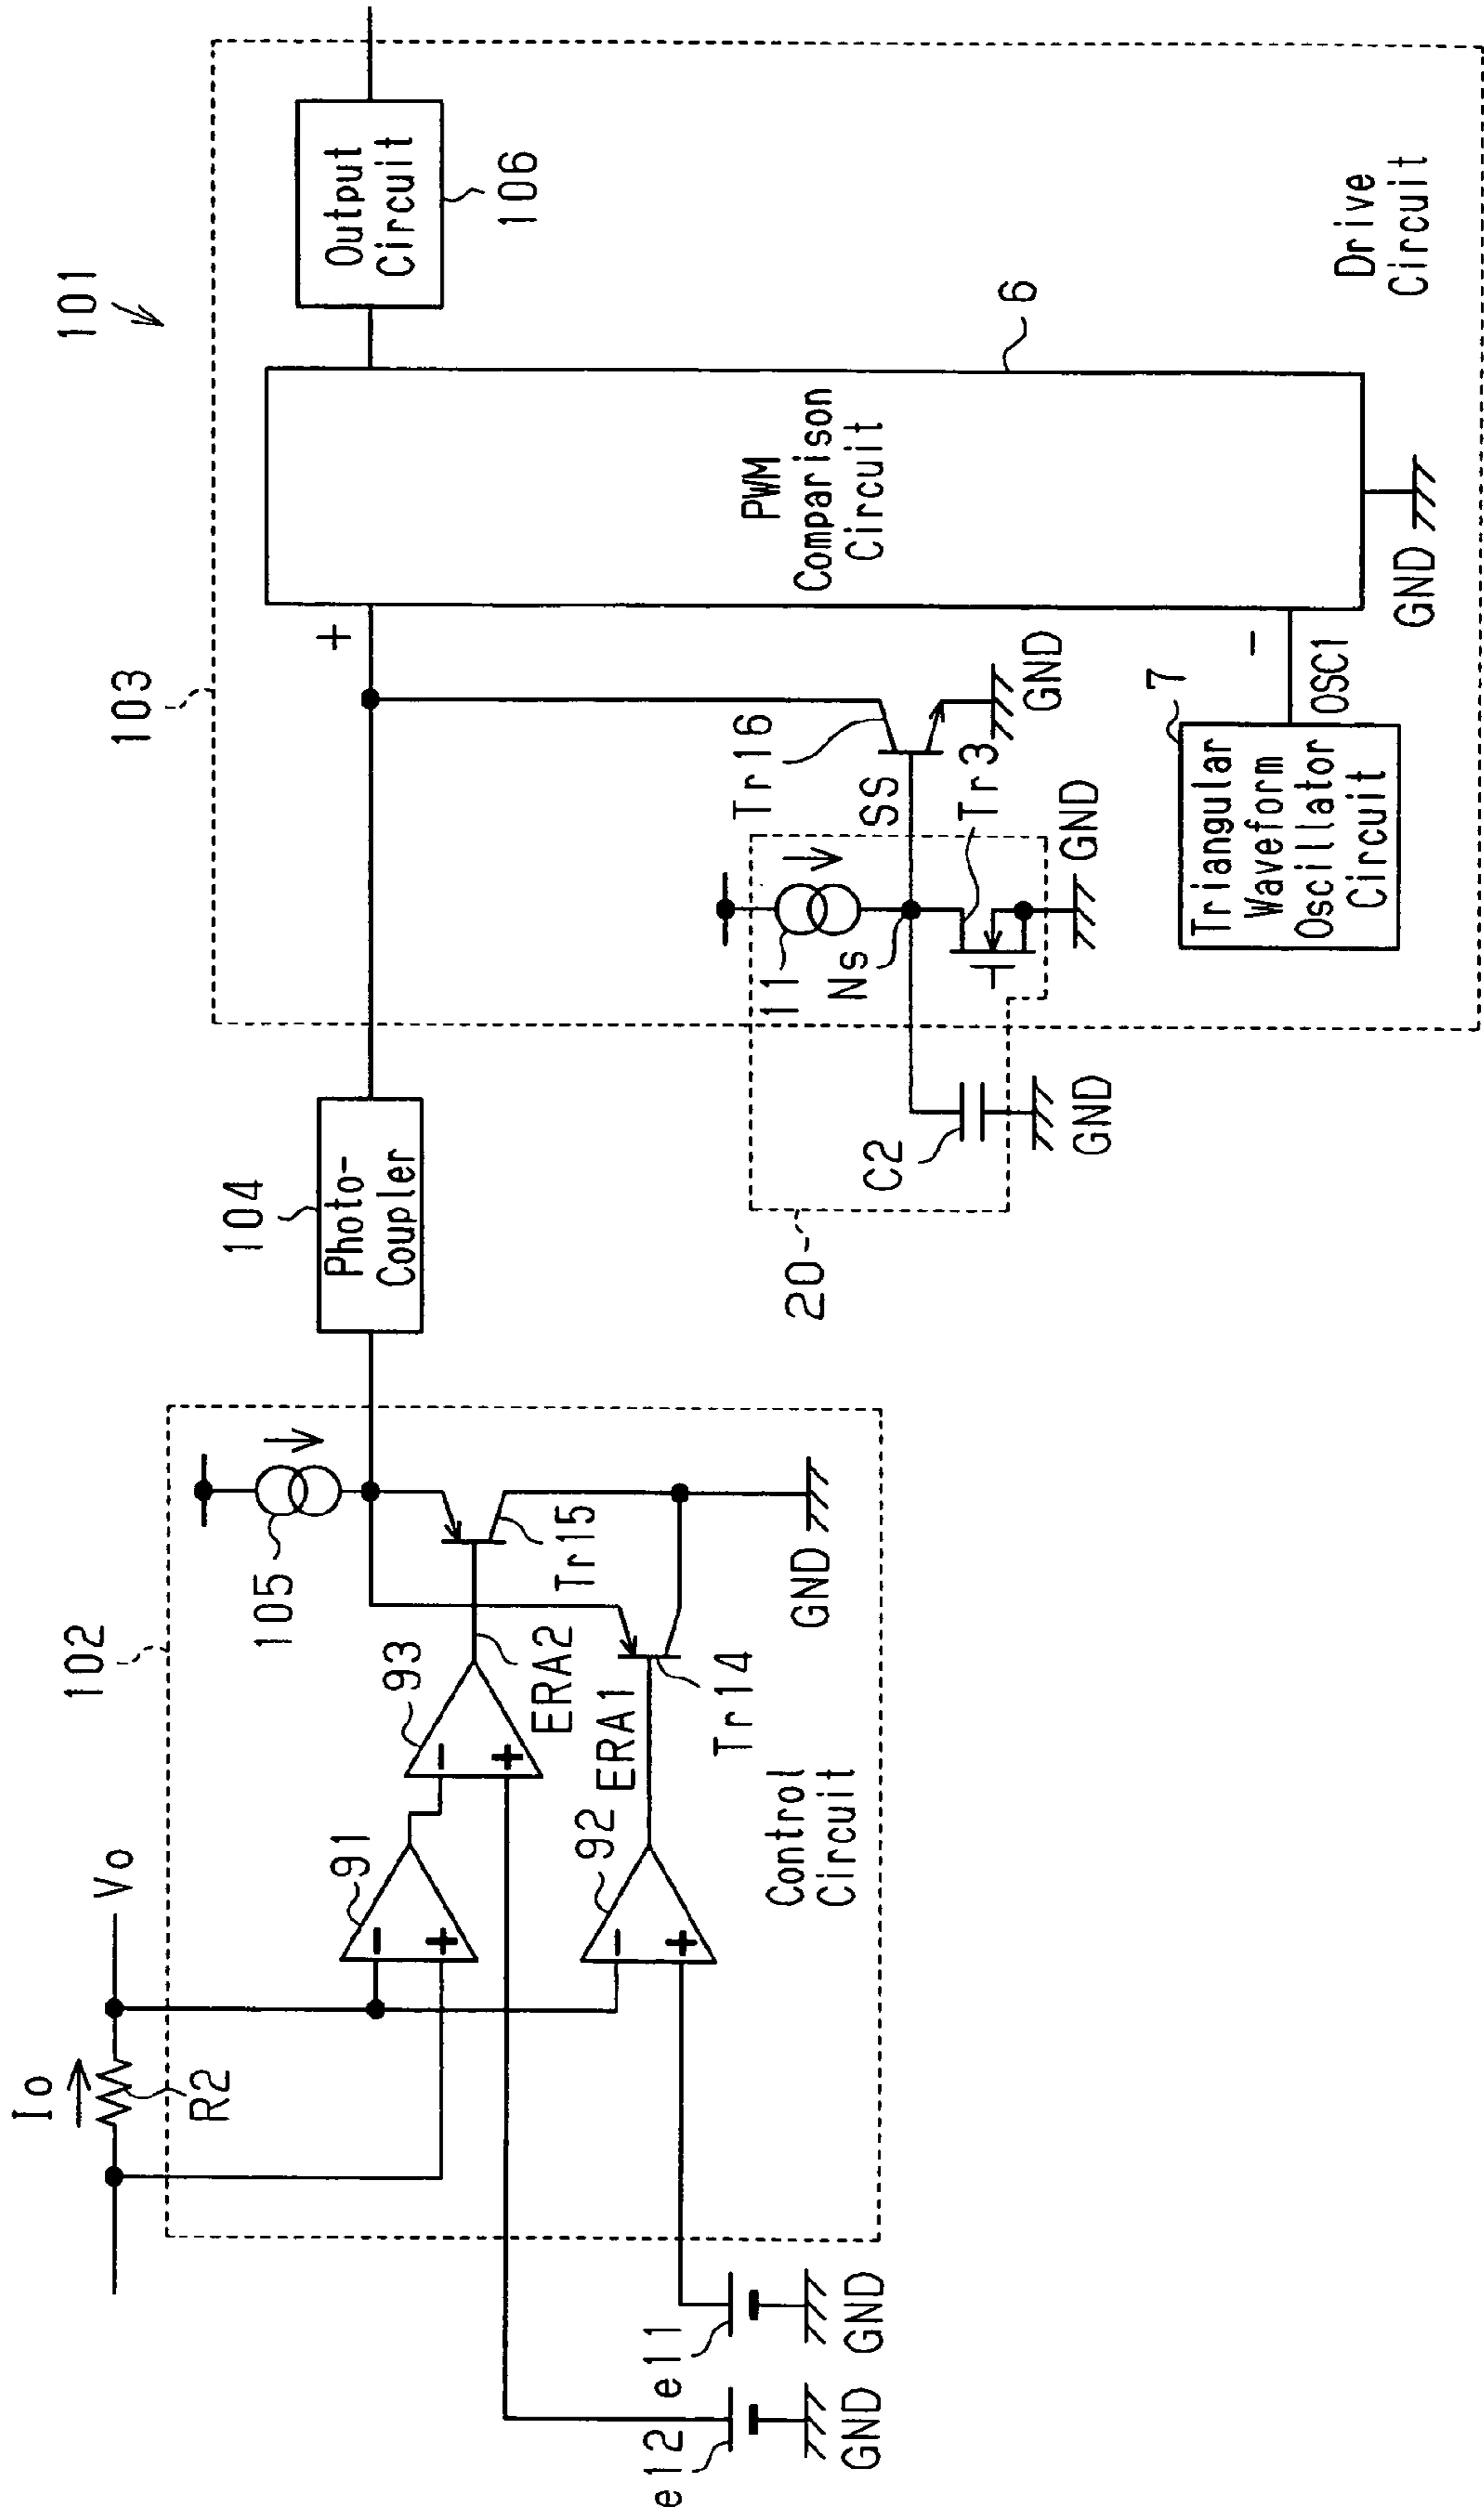 101
103
102
Io
Vo
R2
105
104
Photo-
Coupler
Output
Circuit
106
91
93
+
-
-
+
-
+
Tr15
ERA2
ERA1
92
-
+
Tr14
Control
Circuit
GND
e12
e11
GND
GND
20
C2
GND
11
Ns
SS
Tr16
Tr3
GND
GND
PWM
Comparison
Circuit
6
7
Triangular
Waveform
Oscillator
Circuit
-
OSC1
GND
Drive
Circuit